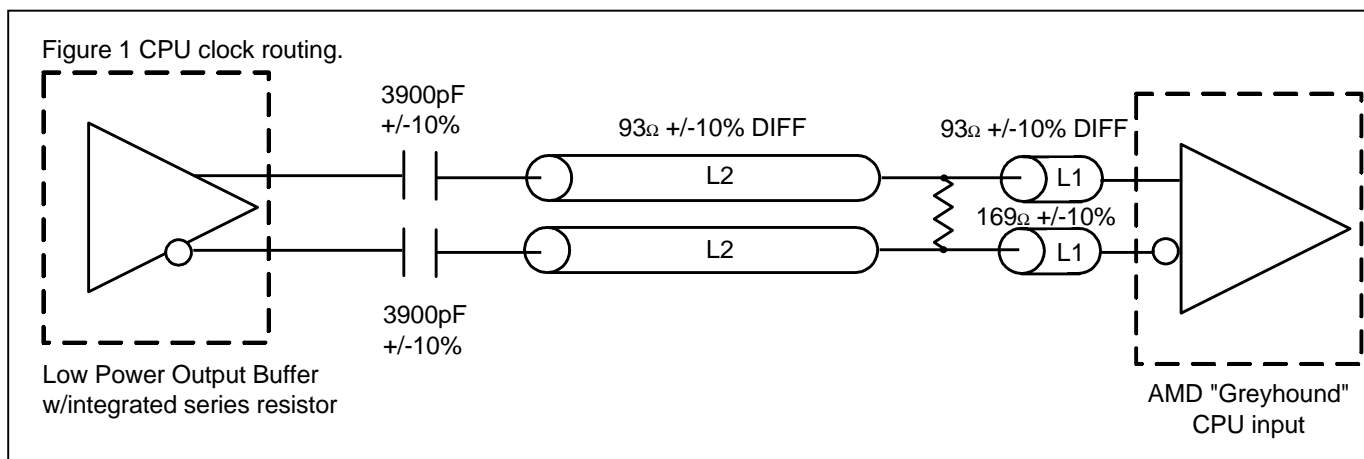 Figure 1 CPU clock routing.
3900pF
+/-10%
93Ω +/-10% DIFF
93Ω +/-10% DIFF
L2
L1
169Ω +/-10%
L2
L1
3900pF
+/-10%
Low Power Output Buffer
w/integrated series resistor
AMD "Greyhound"
CPU input